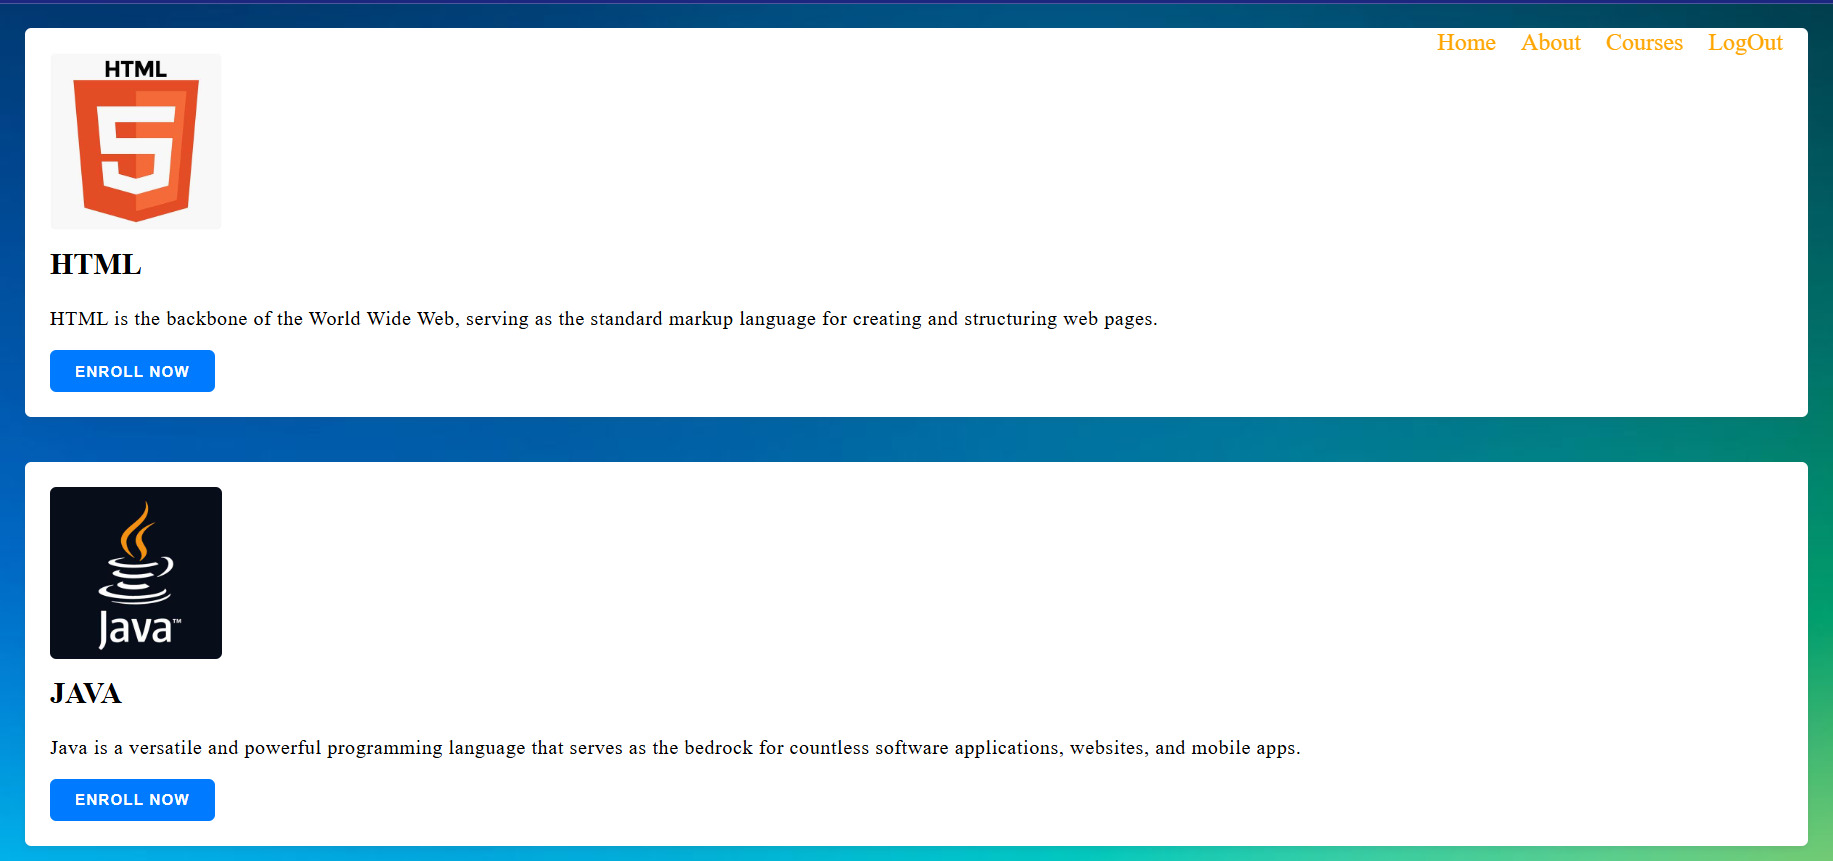 Home About Courses LogOut
HTML
5
HTML
HTML is the backbone of the World Wide Web, serving as the standard markup language for creating and structuring web pages.
ENROLL NOW
Java™
JAVA
Java is a versatile and powerful programming language that serves as the bedrock for countless software applications, websites, and mobile apps.
ENROLL NOW